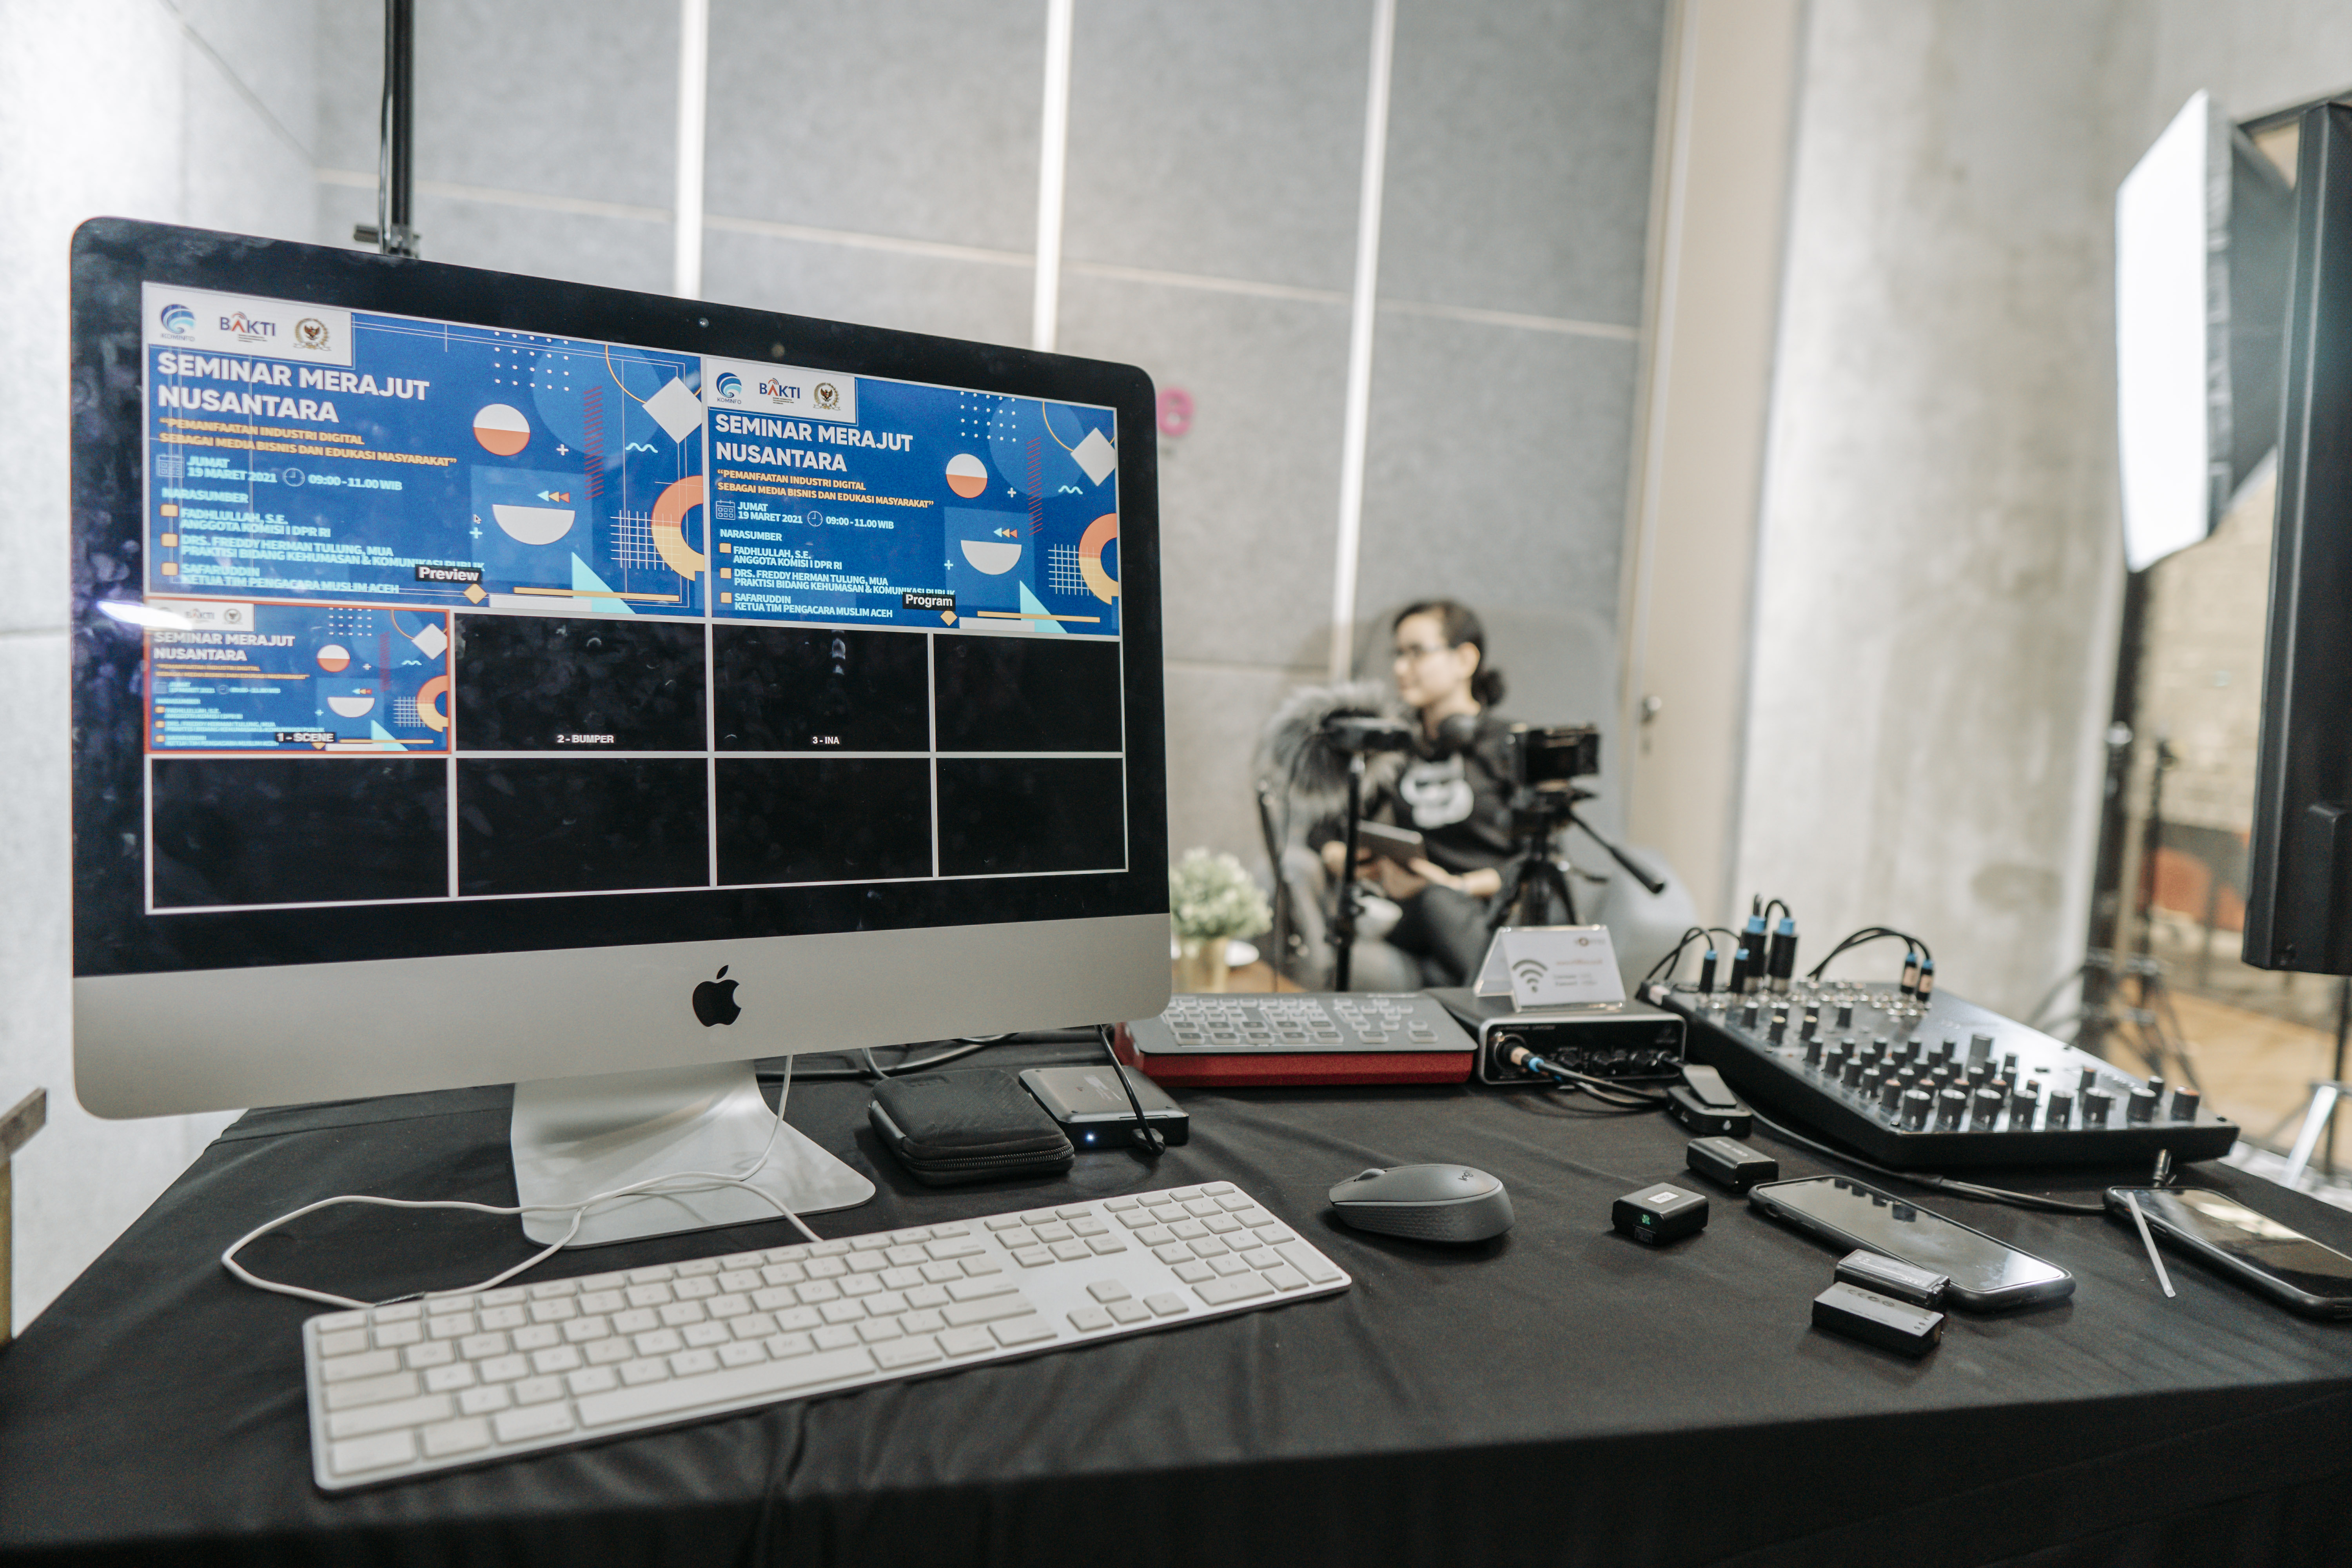 KOMINFO
BAKTI
SEMINAR MERAJUT
NUSANTARA
"PEMANFAATAN INDUSTRI DIGITAL
SEBAGAI MEDIA BISNIS DAN EDUKASI MASYARAKAT"
JUMAT
19 MARET 2021
09:00 - 11.00 WIB
NARASUMBER
FADHLULLAH, S.E.
ANGGOTA KOMISI I DPR RI
DRS. FREDDY HERMAN TULUNG, MUA
PRAKTISI BIDANG KEHUMASAN & KOMUNIKASI PUBLIK
SAFARUDDIN
KETUA TIM PENGACARA MUSLIM ACEH
Preview
KOMINFO
BAKTI
SEMINAR MERAJUT
NUSANTARA
"PEMANFAATAN INDUSTRI DIGITAL
SEBAGAI MEDIA BISNIS DAN EDUKASI MASYARAKAT"
JUMAT
19 MARET 2021
09:00 - 11.00 WIB
NARASUMBER
FADHLULLAH, S.E.
ANGGOTA KOMISI I DPR RI
DRS. FREDDY HERMAN TULUNG, MUA
PRAKTISI BIDANG KEHUMASAN & KOMUNIKASI PUBLIK
SAFARUDDIN
KETUA TIM PENGACARA MUSLIM ACEH
Program
BAKTI
SEMINAR MERAJUT
NUSANTARA
1 - SCENE
2 - BUMPER
3 - INA
e
logi